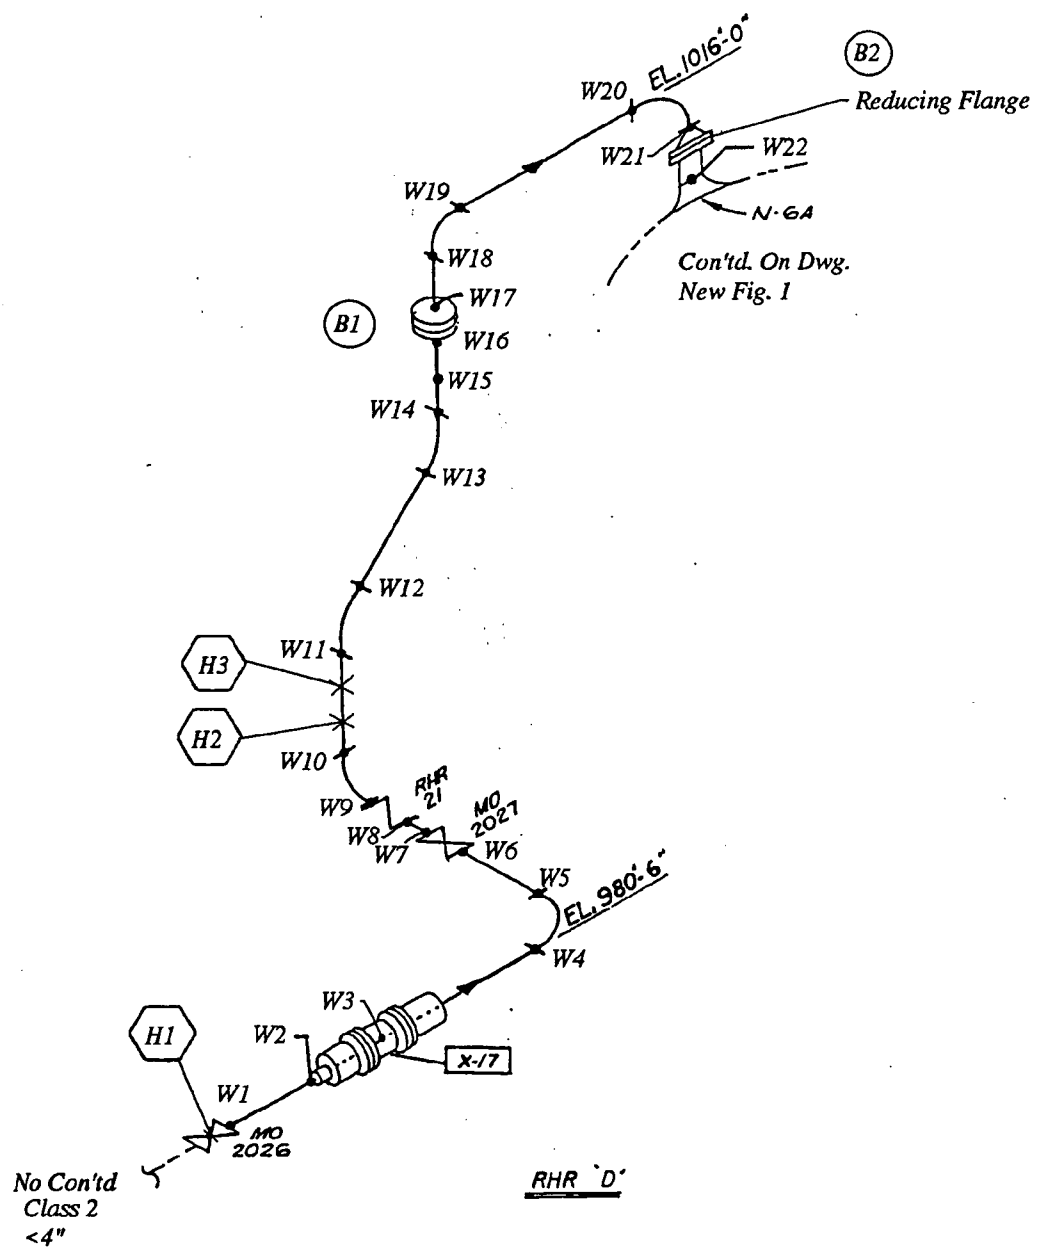 EL. 1016'-0"
B2
W20
Reducing Flange
W21
W22
W19
N-6A
W18
Con'td. On Dwg.
New Fig. 1
W17
B1
W16
W15
W14
W13
W12
W11
H3
H2
W10
RHR
21
W9
MO
2027
W8
W7
W6
W5
EL. 980'-6"
W4
W3
H1
W2
X-17
W1
MO
2026
No Con'td
Class 2
<4"
RHR 'D'